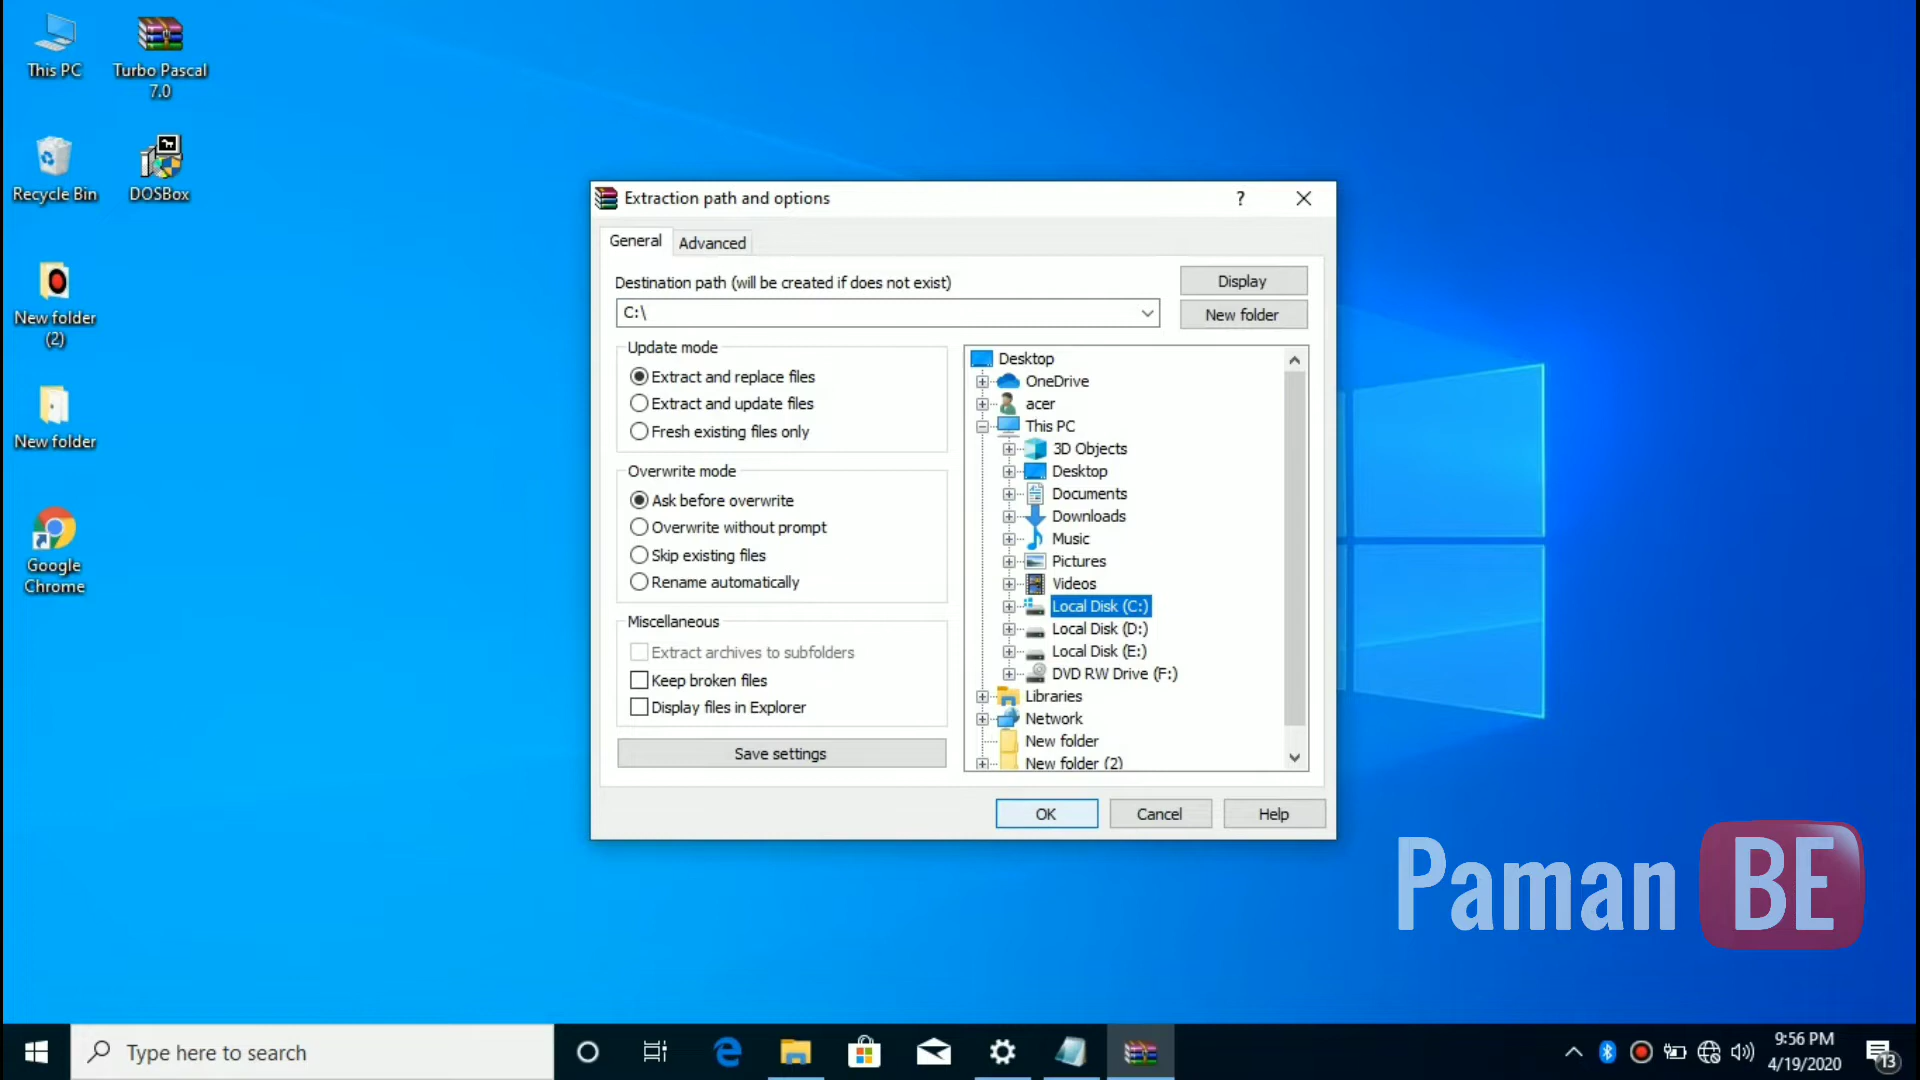 This PC
Turbo Pascal
7.0
Recycle Bin
DOSBox
New folder
(2)
New folder
Google
Chrome
Extraction path and options
?
General
Advanced
Destination path (will be created if does not exist)
C:\
Display
New folder
Update mode
Extract and replace files
Extract and update files
Fresh existing files only
Overwrite mode
Ask before overwrite
Overwrite without prompt
Skip existing files
Rename automatically
Miscellaneous
Extract archives to subfolders
Keep broken files
Display files in Explorer
Save settings
Desktop
OneDrive
acer
This PC
3D Objects
Desktop
Documents
Downloads
Music
Pictures
Videos
Local Disk (C:)
Local Disk (D:)
Local Disk (E:)
DVD RW Drive (F:)
Libraries
Network
New folder
New folder (2)
OK
Cancel
Help
Paman BE
Type here to search
9:56 PM
4/19/2020
13